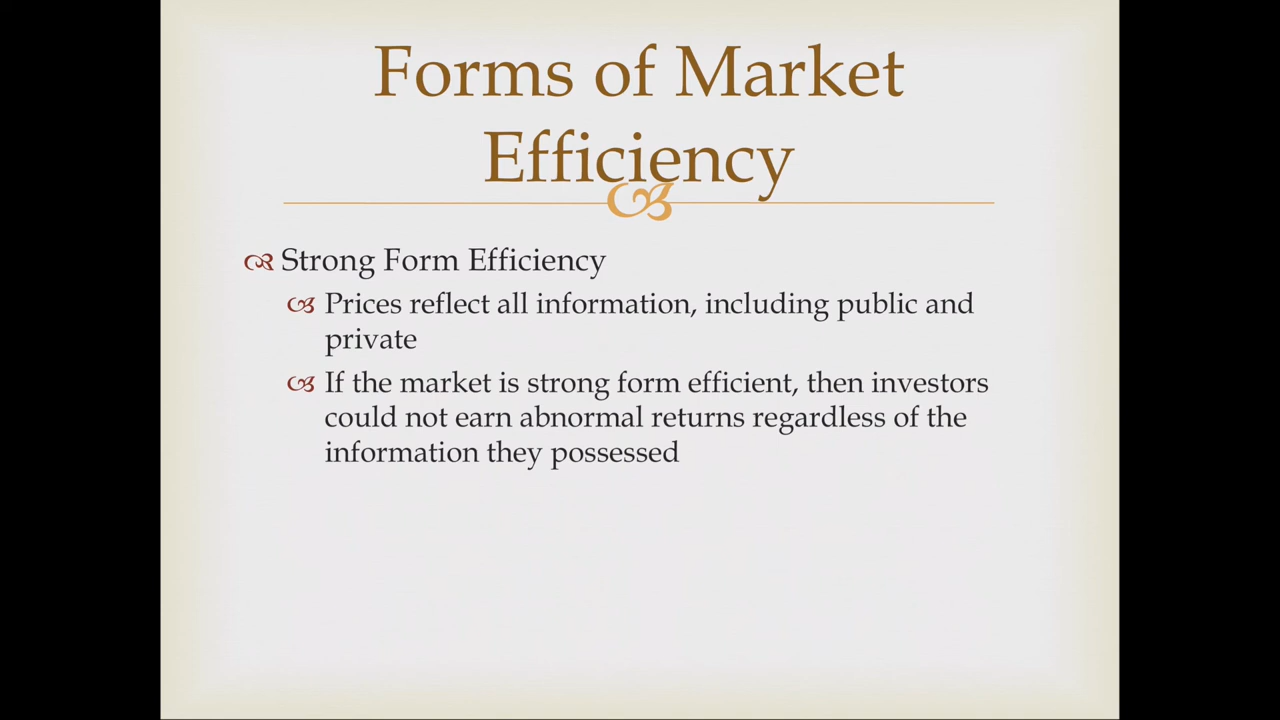 Forms of Market
Efficiency
Strong Form Efficiency
Prices reflect all information, including public and
private
If the market is strong form efficient, then investors
could not earn abnormal returns regardless of the
information they possessed